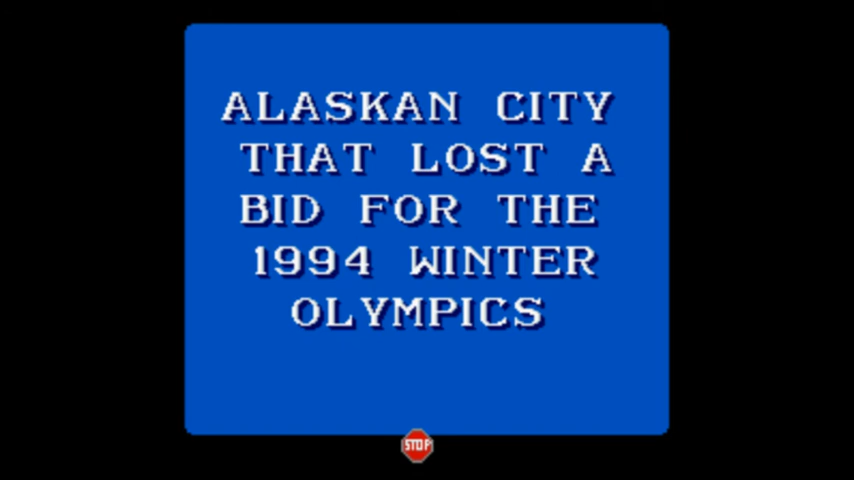 ALASKAN CITY
THAT LOST A
BID FOR THE
1994 WINTER
OLYMPICS
STOP